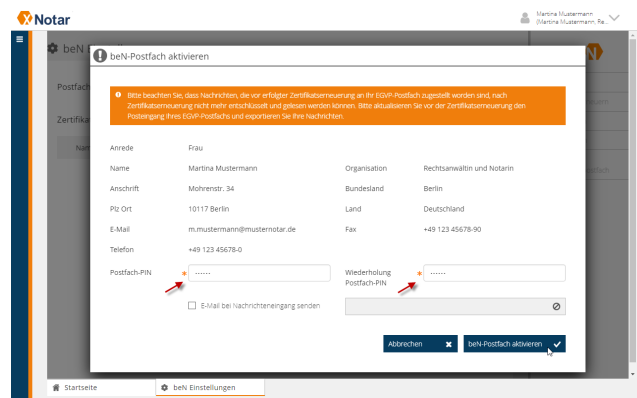 XNotar
Martina Mustermann
(Martina Mustermann, Re...
beN
beN-Postfach aktivieren
Postfach
Bitte beachten Sie, dass Nachrichten, die vor erfolgter Zertifikatserneuerung an Ihr EGVP-Postfach zugestellt worden sind, nach
Zertifikatserneuerung nicht mehr entschlüsselt und gelesen werden können. Bitte aktualisieren Sie vor der Zertifikatserneuerung den
Posteingang Ihres EGVP-Postfachs und exportieren Sie Ihre Nachrichten.
Zertifika
Nam
Anrede Frau
Name Martina Mustermann Organisation Rechtsanwältin und Notarin
Anschrift Mohrenstr. 34 Bundesland Berlin
Plz Ort 10117 Berlin Land Deutschland
E-Mail m.mustermann@musternotar.de Fax +49 123 45678-90
Telefon +49 123 45678-0
Postfach-PIN * ...... Wiederholung * ......
Postfach-PIN
E-Mail bei Nachrichteneingang senden
Abbrechen beN-Postfach aktivieren
Startseite beN Einstellungen